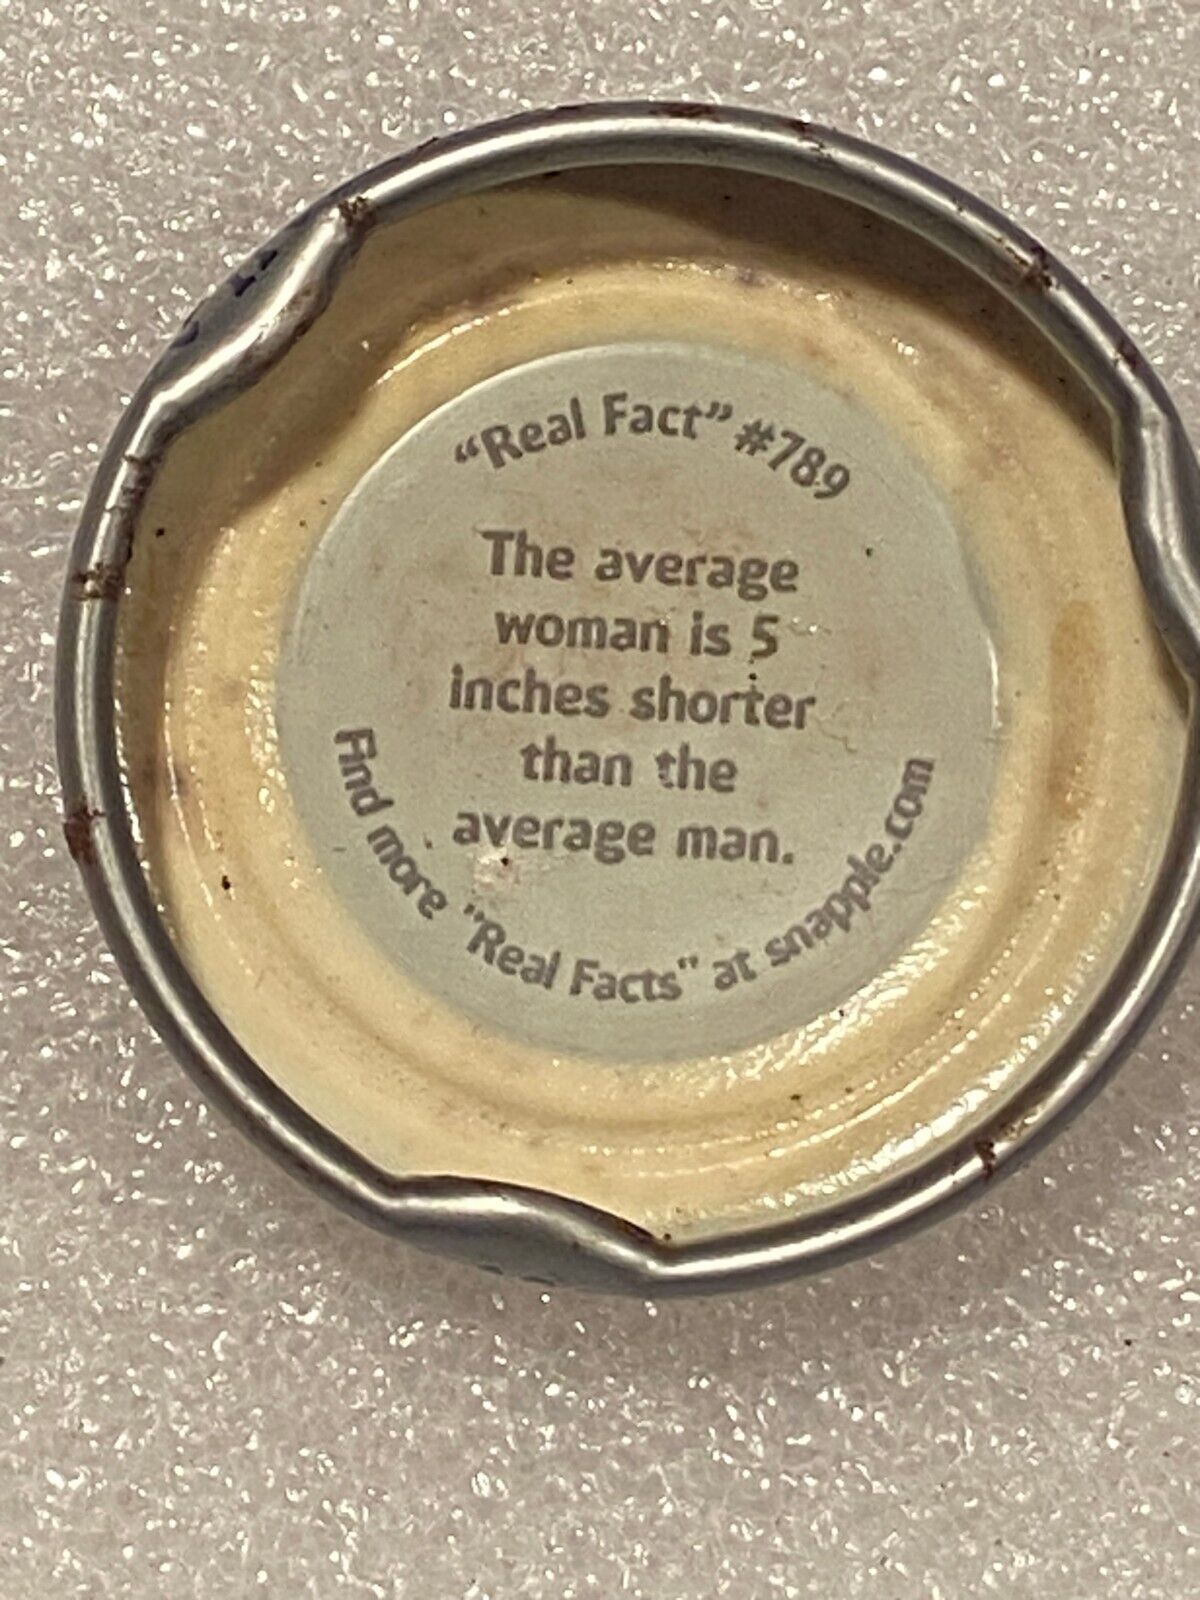 “Real Fact” #789
The average
woman is 5
inches shorter
than the
average man.
Find more "Real Facts" at snapple.com